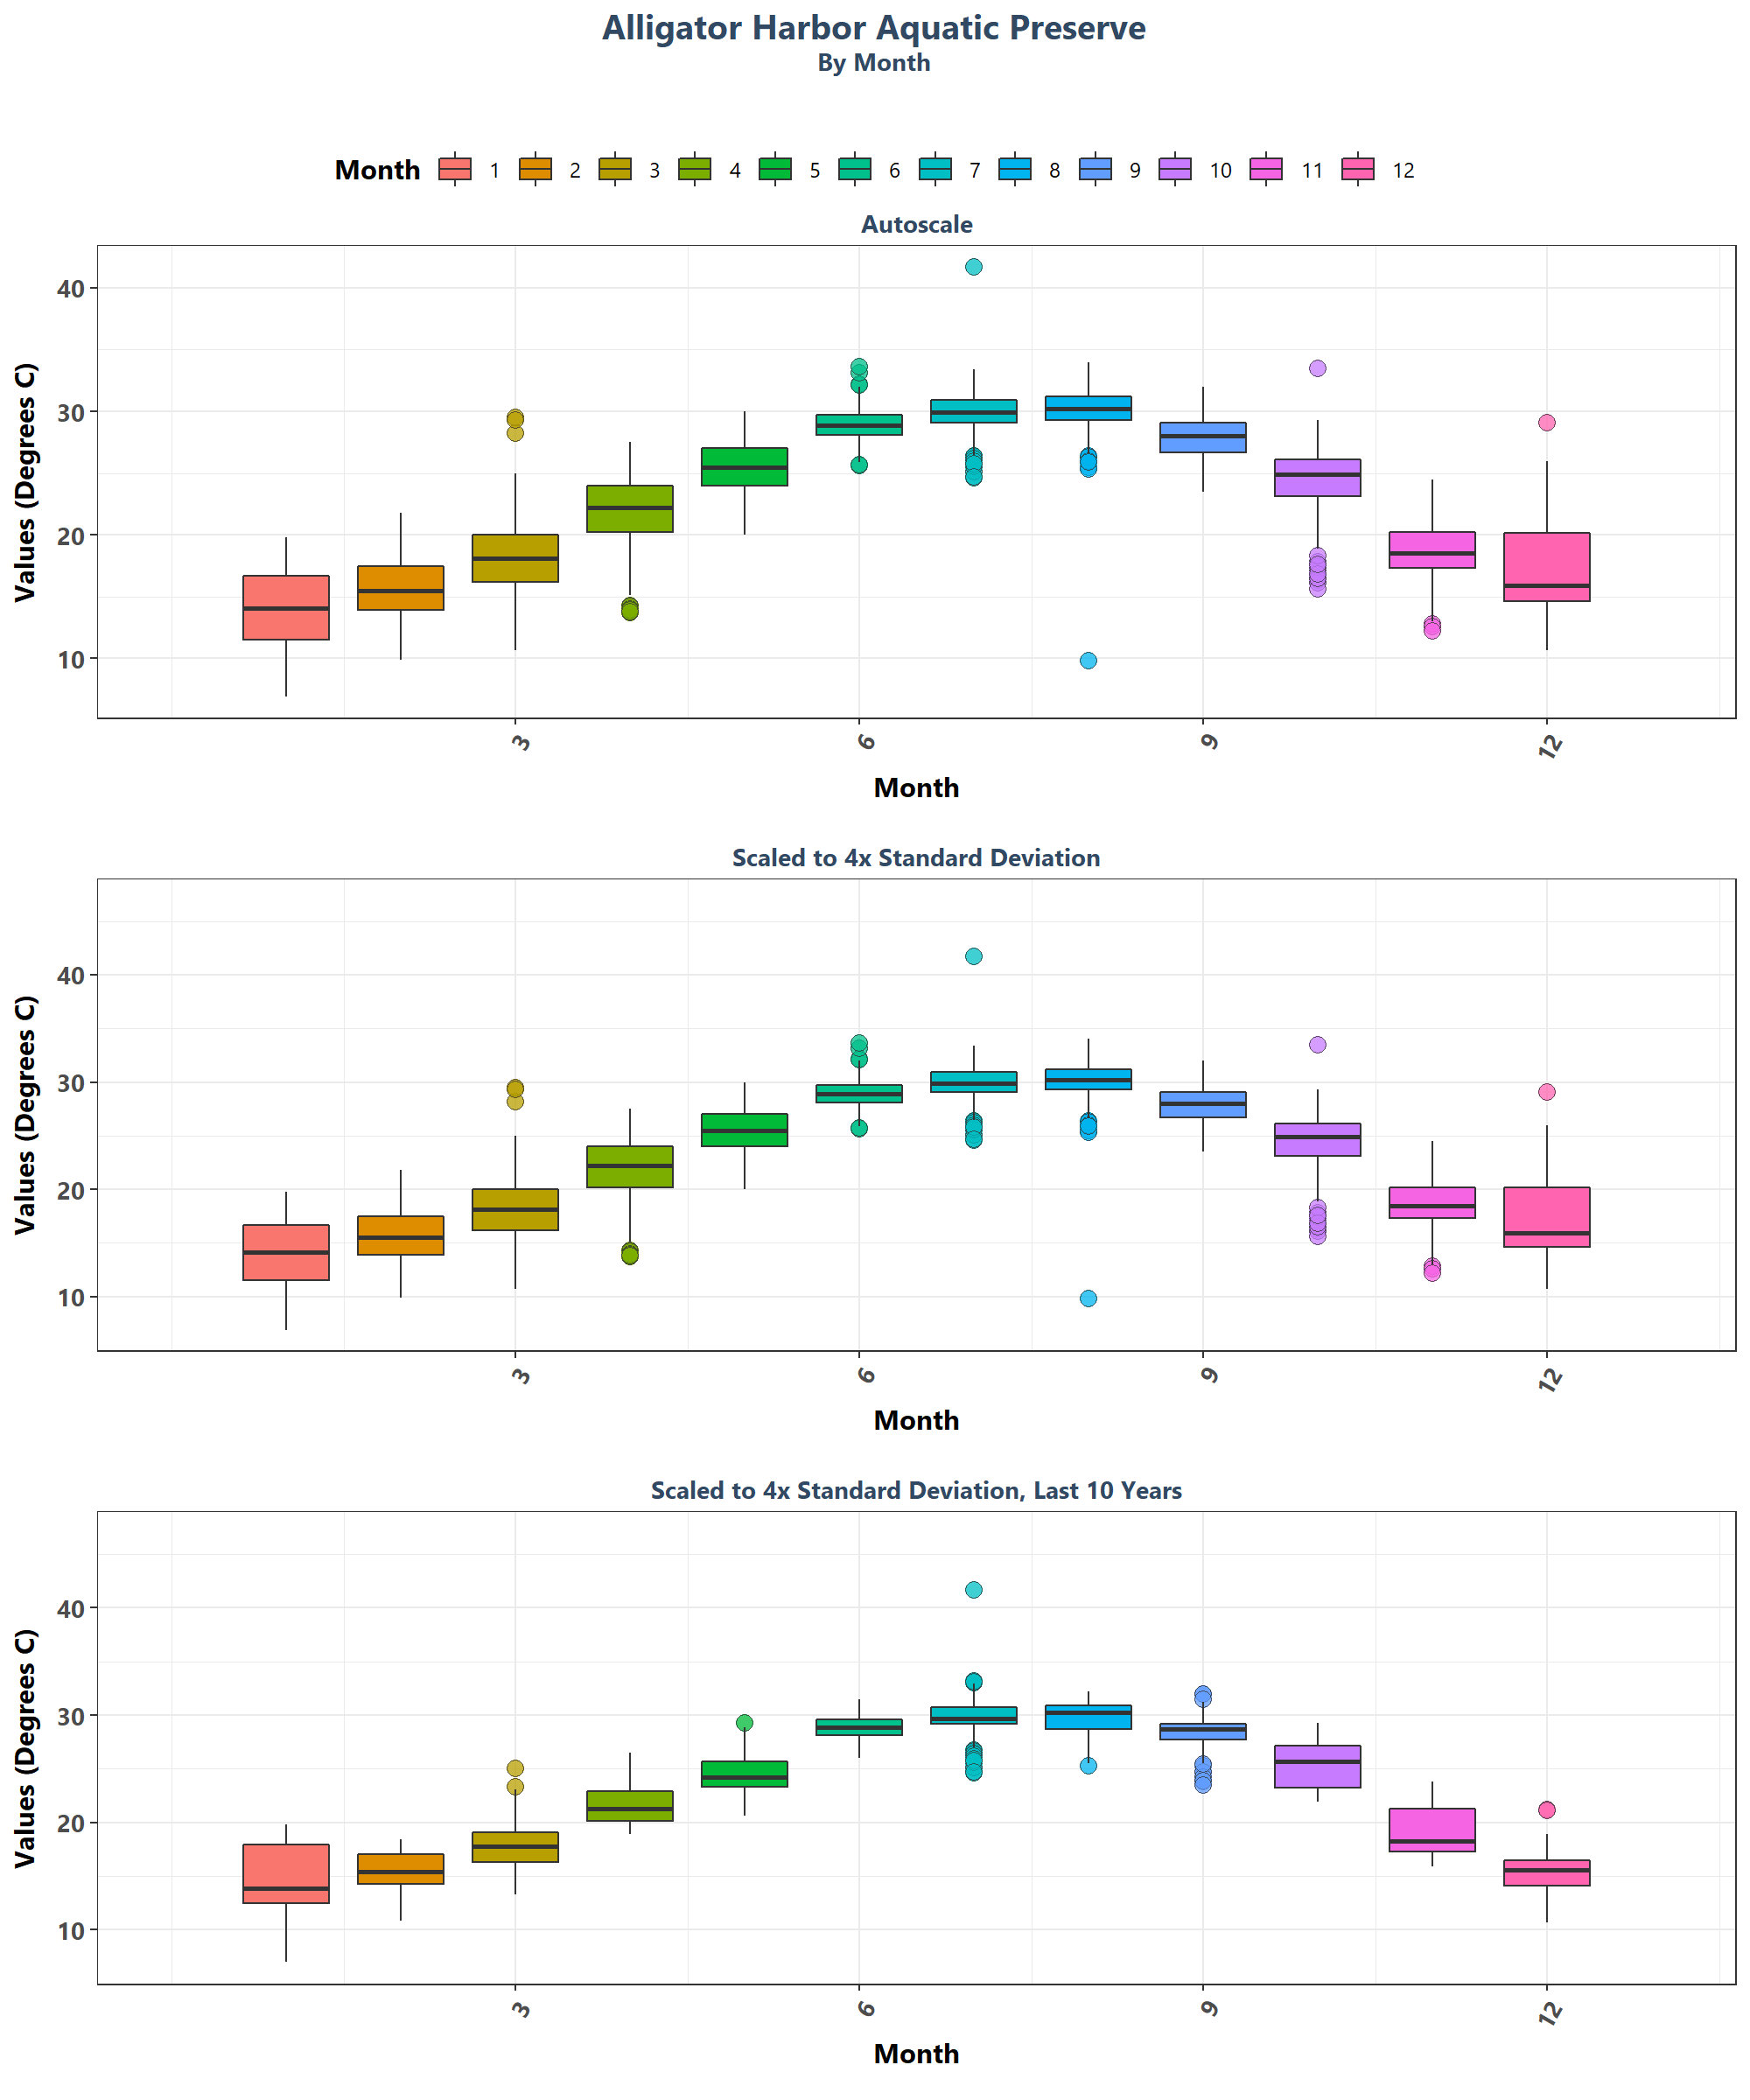 Alligator Harbor Aquatic Preserve
By Month
Month 1 2 3 4 5 6 7 8 9 10 11 12
Autoscale
Values (Degrees C)
40
30
20
10
3 6 9 12
Month
Scaled to 4x Standard Deviation
Values (Degrees C)
40
30
20
10
3 6 9 12
Month
Scaled to 4x Standard Deviation, Last 10 Years
Values (Degrees C)
40
30
20
10
3 6 9 12
Month